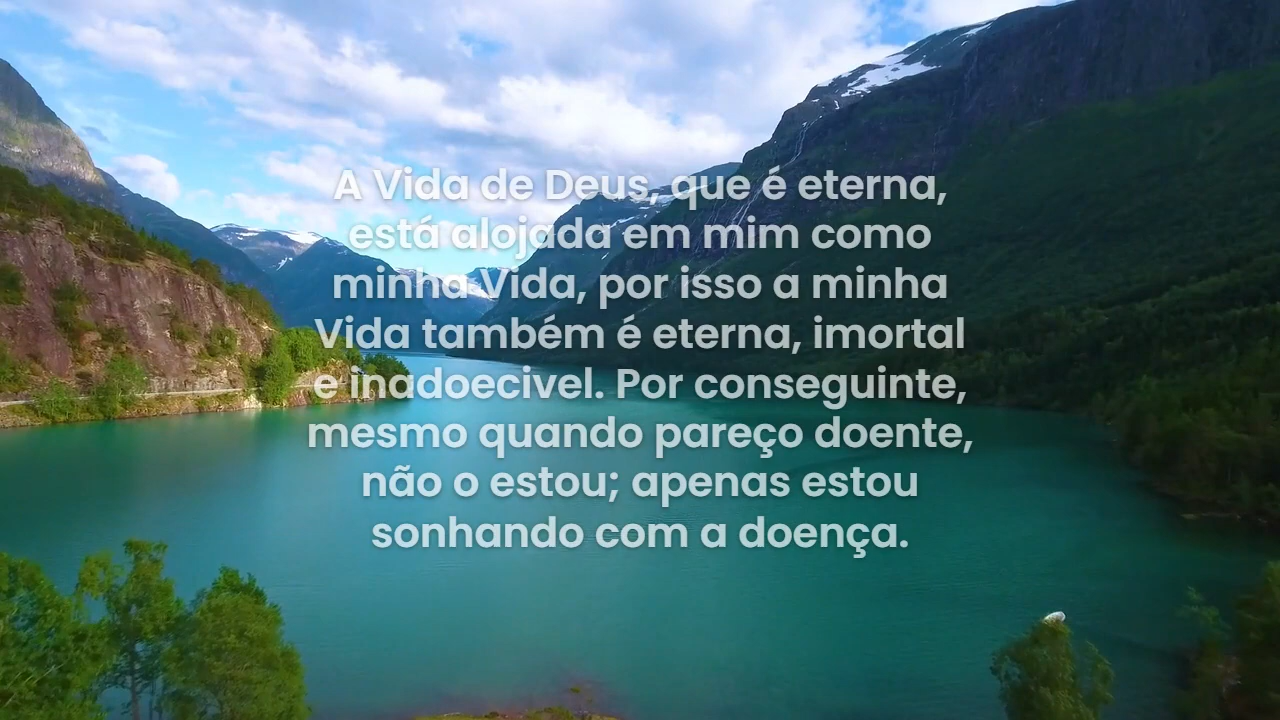 A Vida de Deus, que é eterna,
está alojada em mim como
minha Vida, por isso a minha
Vida também é eterna, imortal
e inadoecivel. Por conseguinte,
mesmo quando pareço doente,
não o estou; apenas estou
sonhando com a doença.